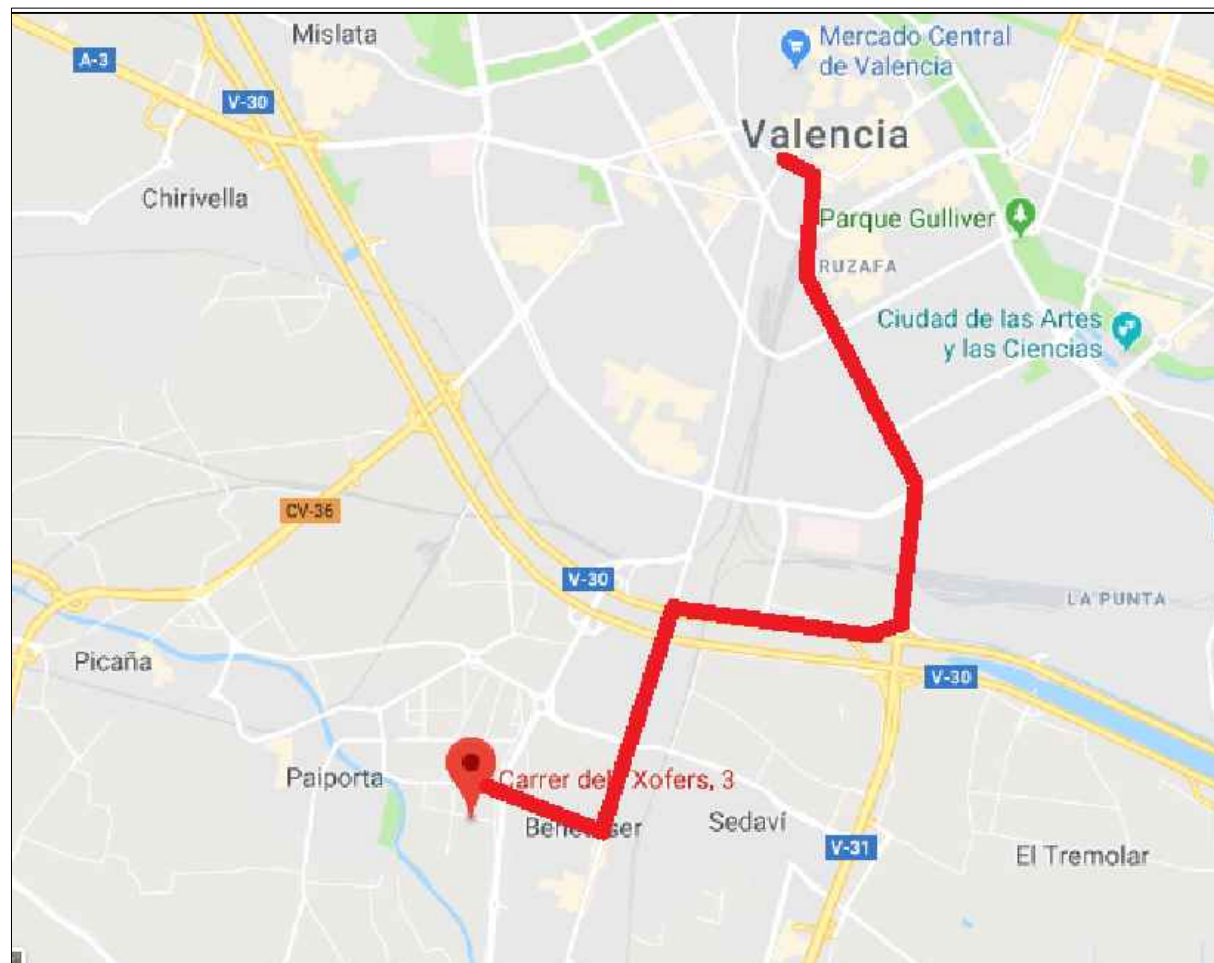 Mislata
Mercado Central
de Valencia
A-3
V-30
Valencia
Chirivella
Parque Gulliver
RUZAFA
Ciudad de las Artes
y las Ciencias
CV-36
V-30
LA PUNTA
Picaña
V-30
Paiporta
Carrer dels Xofers, 3
Sedaví
V-31
El Tremolar